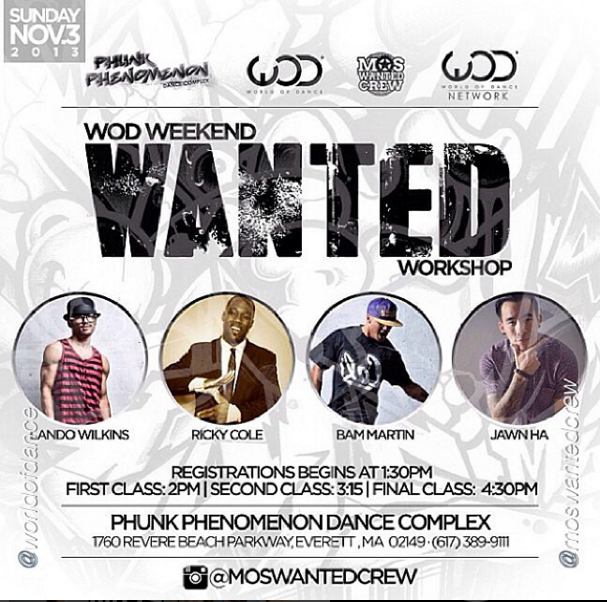 SUNDAY
NOV.3
2013
PHUNK
PHENOMENON
DANCE COMPLEX
WOD
WORLD OF DANCE
MOS
WANTED
CREW
WOD
WORLD OF DANCE
NETWORK
WOD WEEKEND
WANTED
WORKSHOP
LANDO WILKINS
RICKY COLE
BAM MARTIN
JAWN HA
@worldofdance
@moswantedcrew
REGISTRATIONS BEGINS AT 1:30PM
FIRST CLASS: 2PM | SECOND CLASS: 3:15 | FINAL CLASS: 4:30PM
PHUNK PHENOMENON DANCE COMPLEX
1760 REVERE BEACH PARKWAY, EVERETT, MA 02149 · (617) 389-9111
@MOSWANTEDCREW